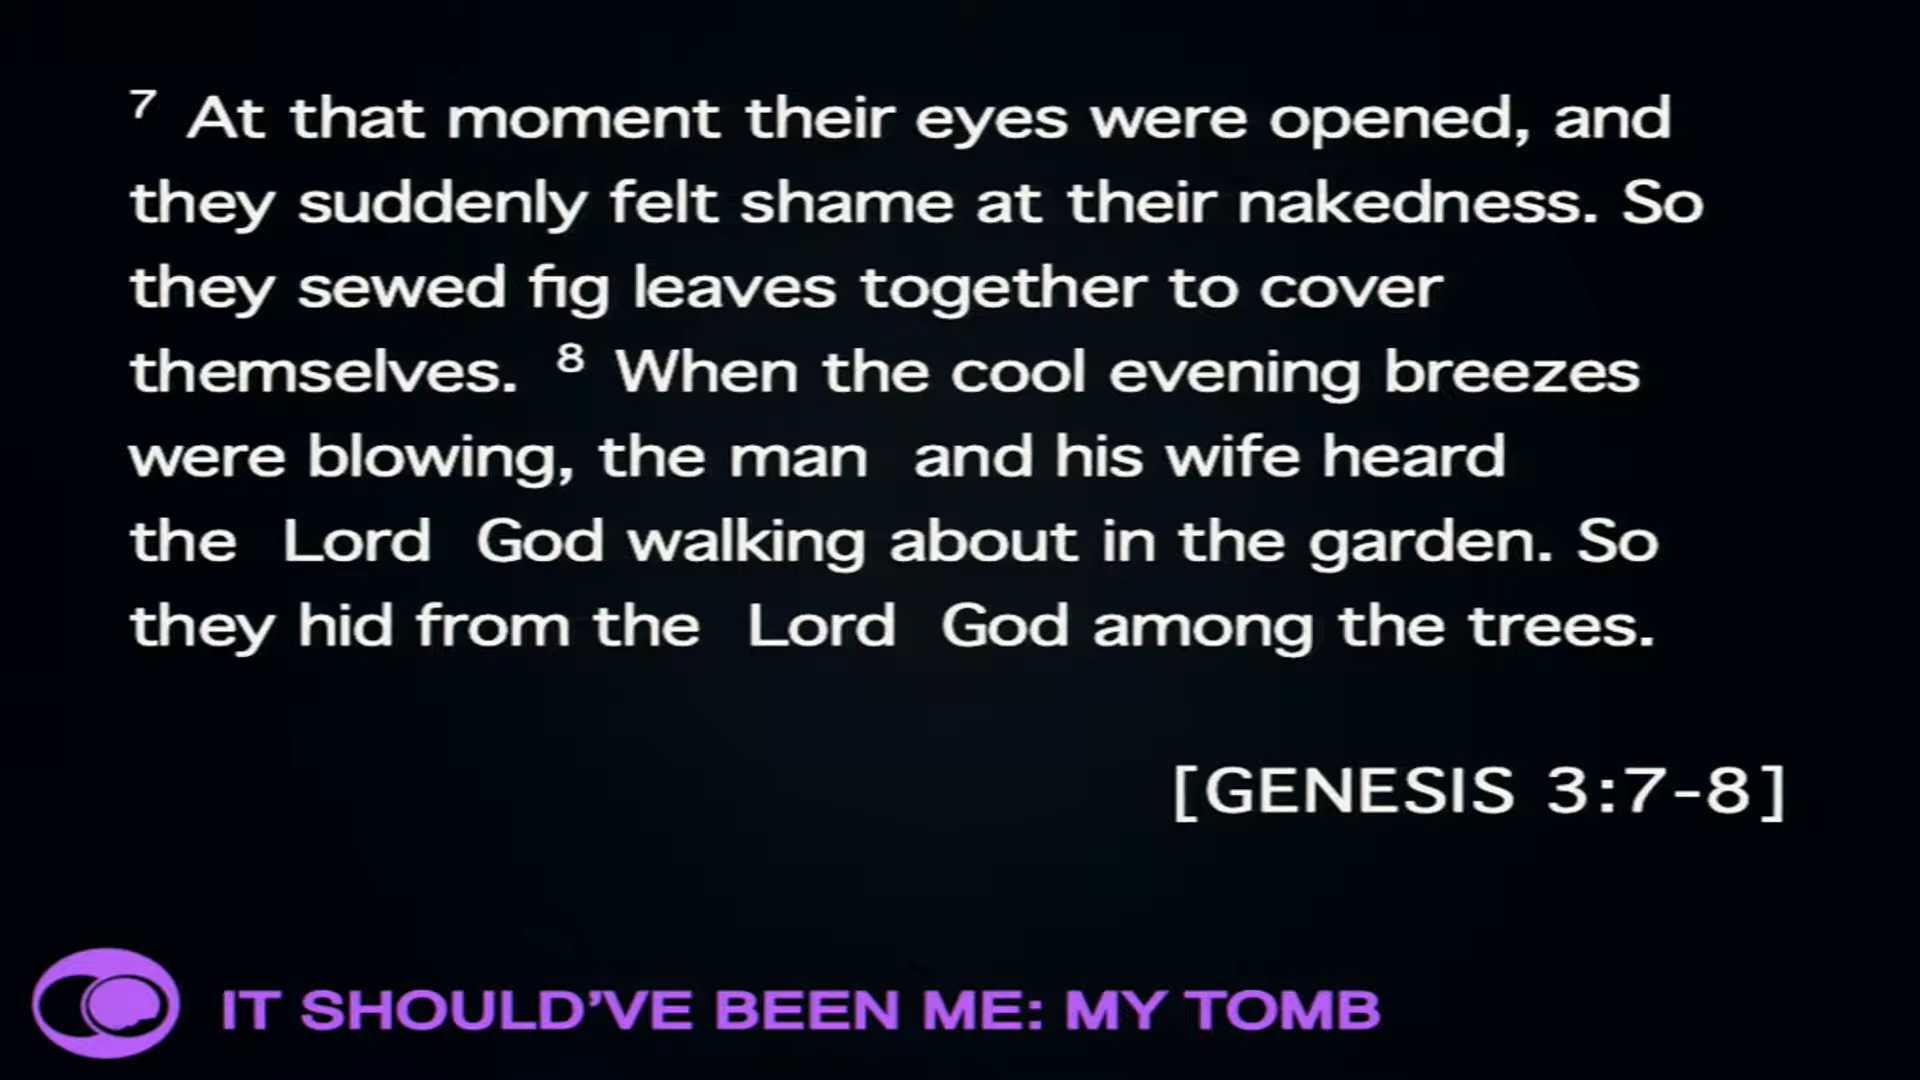 7 At that moment their eyes were opened, and
they suddenly felt shame at their nakedness. So
they sewed fig leaves together to cover
themselves. 8 When the cool evening breezes
were blowing, the man and his wife heard
the Lord God walking about in the garden. So
they hid from the Lord God among the trees.
[GENESIS 3:7-8]
IT SHOULD’VE BEEN ME: MY TOMB